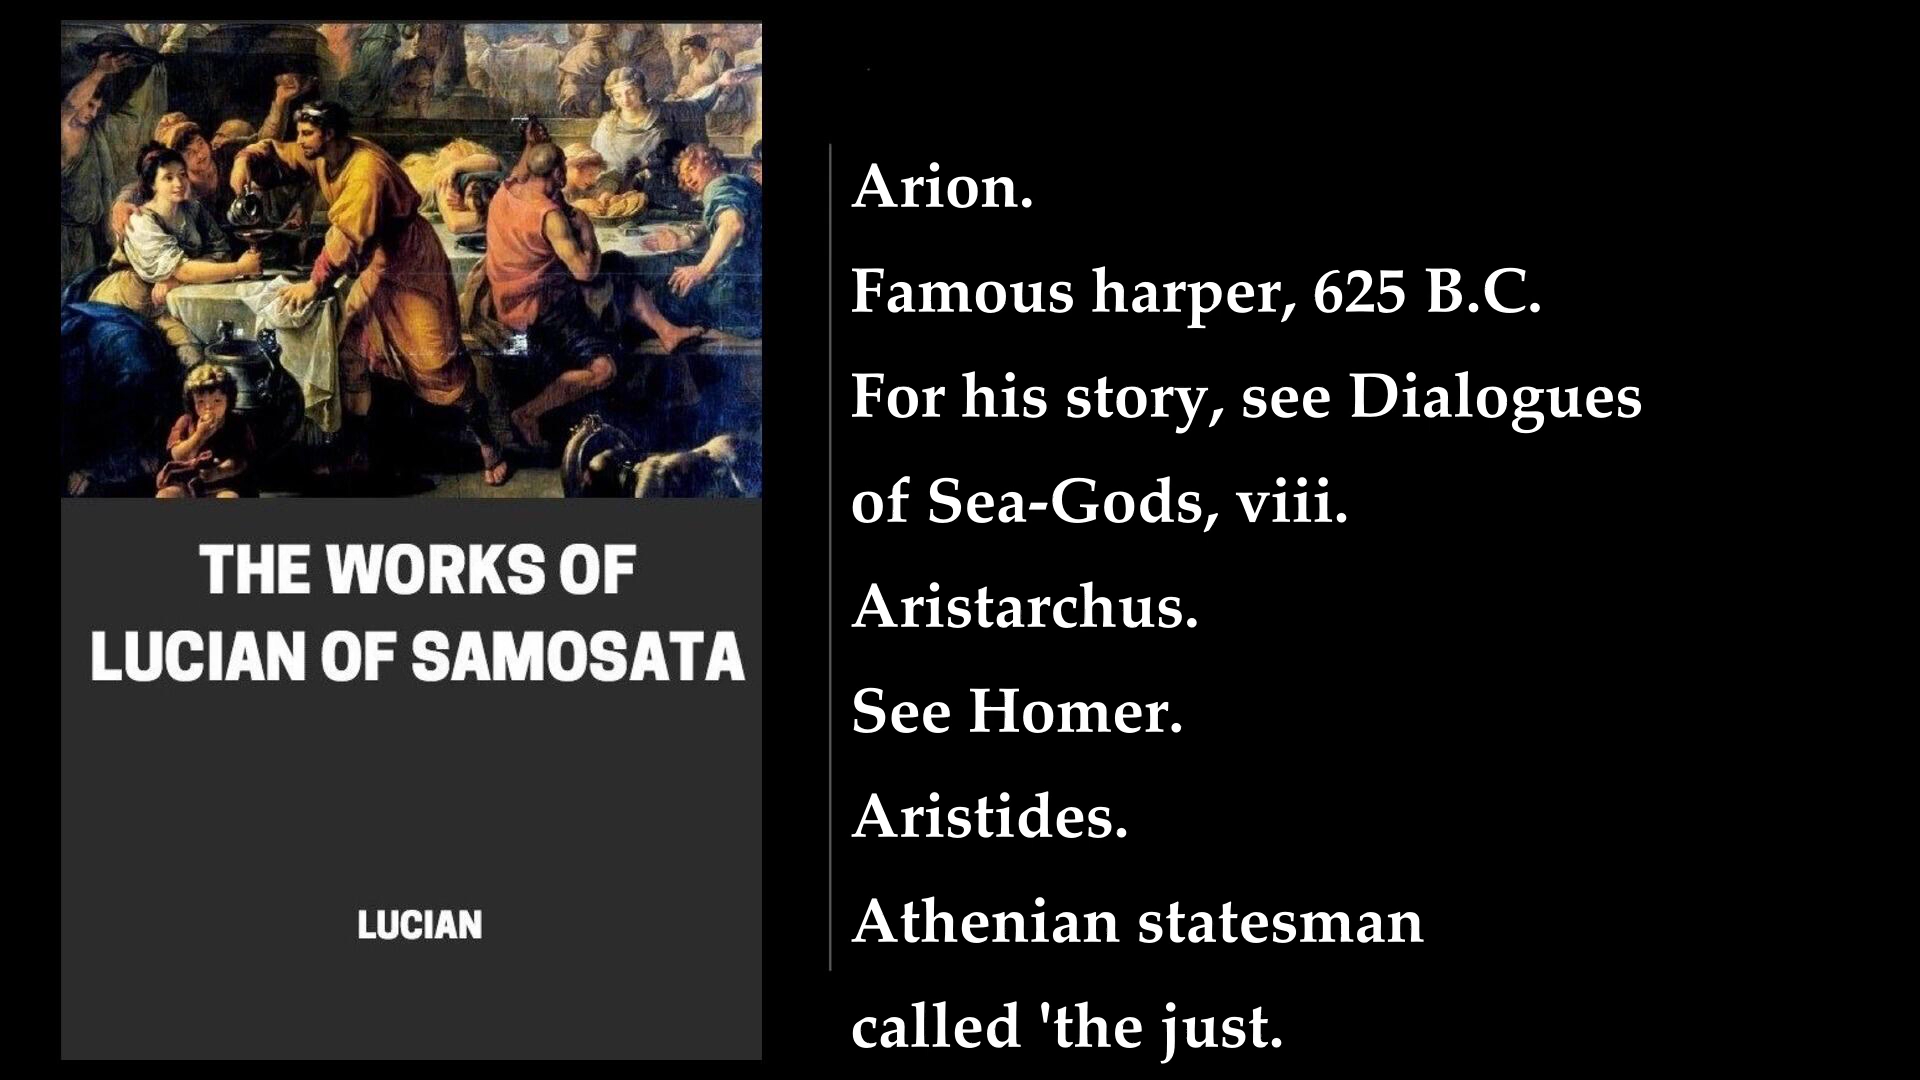 THE WORKS OF
LUCIAN OF SAMOSATA
LUCIAN
Arion.
Famous harper, 625 B.C.
For his story, see Dialogues
of Sea-Gods, viii.
Aristarchus.
See Homer.
Aristides.
Athenian statesman
called 'the just.